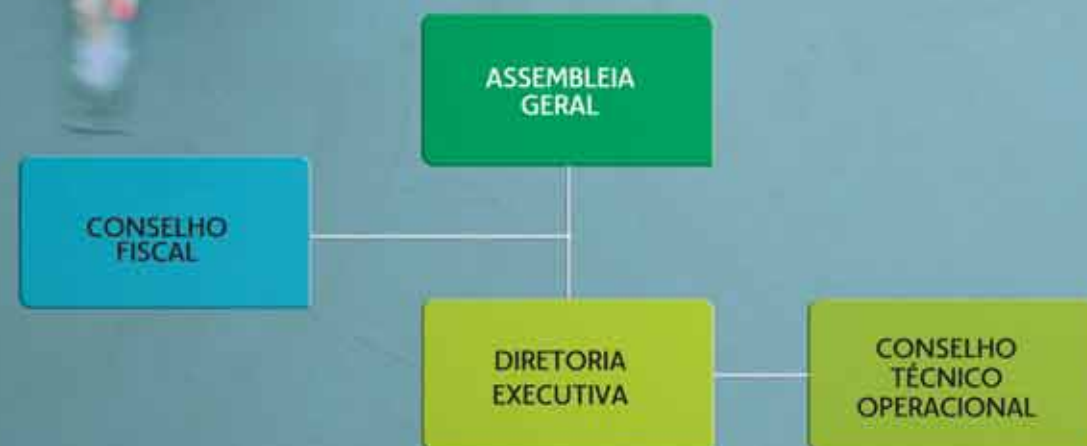 ASSEMBLEIA
GERAL
CONSELHO
FISCAL
DIRETORIA
EXECUTIVA
CONSELHO
TÉCNICO
OPERACIONAL